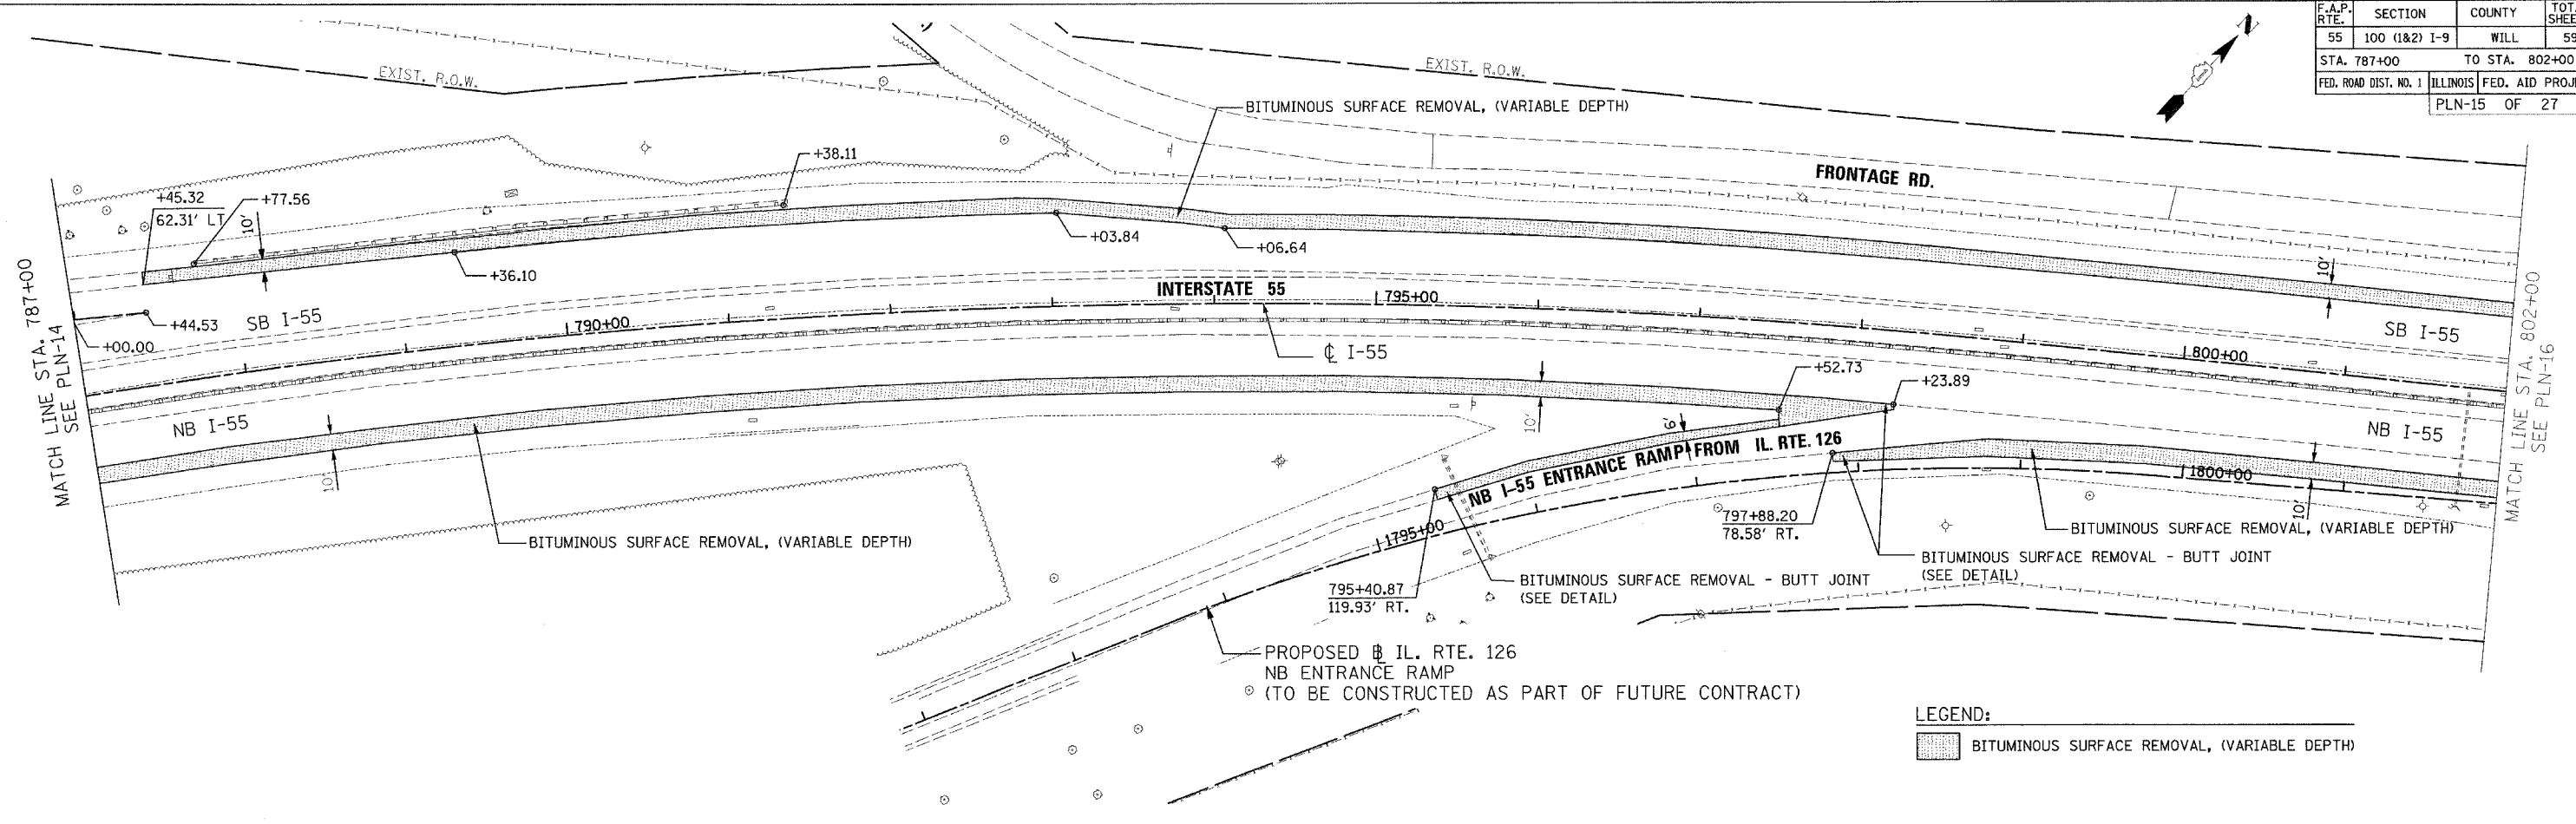 F.A.P. RTE. SECTION COUNTY
55 100 (1&2) I-9 WILL 59
STA. 787+00 TO STA. 802+00
FED. ROAD DIST. NO. 1 ILLINOIS FED. AID
PLN-15 OF 27
N
EXIST. R.O.W.
EXIST. R.O.W.
BITUMINOUS SURFACE REMOVAL, (VARIABLE DEPTH)
FRONTAGE RD.
+38.11
+45.32
62.31' LT
+77.56
10'
+03.84
+06.64
+36.10
10'
MATCH LINE STA. 787+00
SEE PLN-14
+44.53
+00.00
SB I-55
790+00
INTERSTATE 55
795+00
℄ I-55
800+00
SB I-55
MATCH LINE STA. 802+00
SEE PLN-16
+52.73
+23.89
NB I-55
10'
10'
6'
NB I-55 ENTRANCE RAMP FROM IL. RTE. 126
NB I-55
1800+00
10'
BITUMINOUS SURFACE REMOVAL, (VARIABLE DEPTH)
1795+00
797+88.20
78.58' RT.
BITUMINOUS SURFACE REMOVAL, (VARIABLE DEPTH)
BITUMINOUS SURFACE REMOVAL - BUTT JOINT
(SEE DETAIL)
BITUMINOUS SURFACE REMOVAL - BUTT JOINT
(SEE DETAIL)
795+40.87
119.93' RT.
PROPOSED BL IL. RTE. 126
NB ENTRANCE RAMP
(TO BE CONSTRUCTED AS PART OF FUTURE CONTRACT)
LEGEND:
BITUMINOUS SURFACE REMOVAL, (VARIABLE DEPTH)